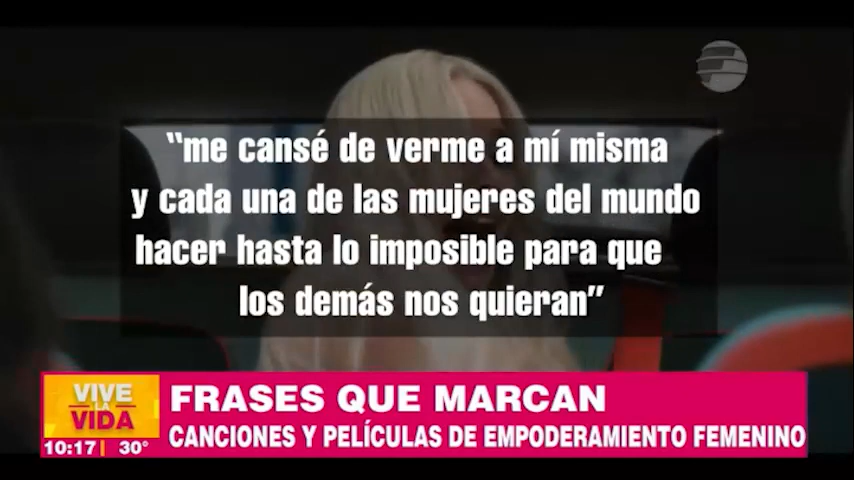 “me cansé de verme a mí misma
y cada una de las mujeres del mundo
hacer hasta lo imposible para que
los demás nos quieran”
VIVE
LA
VIDA
FRASES QUE MARCAN
CANCIONES Y PELÍCULAS DE EMPODERAMIENTO FEMENINO
10:17 30°